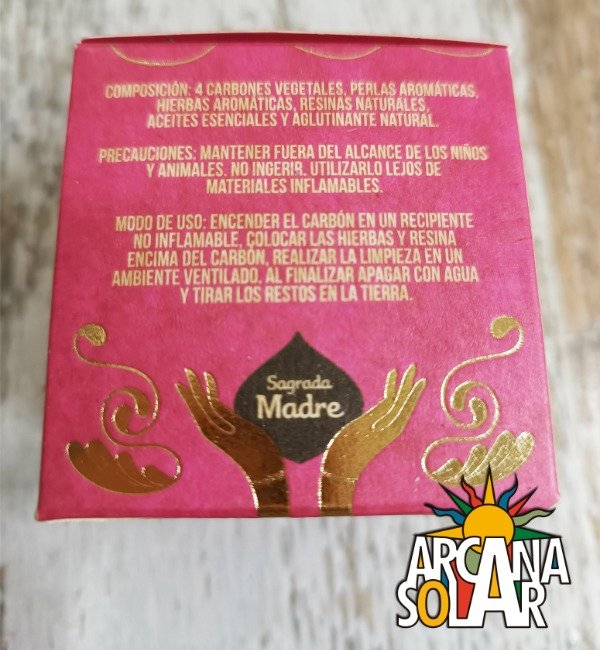 COMPOSICIÓN: 4 CARBONES VEGETALES, PERLAS AROMÁTICAS,
HIERBAS AROMÁTICAS, RESINAS NATURALES,
ACEITES ESENCIALES Y AGLUTINANTE NATURAL.
PRECAUCIONES: MANTENER FUERA DEL ALCANCE DE LOS NIÑOS
Y ANIMALES. NO INGERIR. UTILIZARLO LEJOS DE
MATERIALES INFLAMABLES.
MODO DE USO: ENCENDER EL CARBÓN EN UN RECIPIENTE
NO INFLAMABLE, COLOCAR LAS HIERBAS Y RESINA
ENCIMA DEL CARBÓN, REALIZAR LA LIMPIEZA EN UN
AMBIENTE VENTILADO. AL FINALIZAR APAGAR CON AGUA
Y TIRAR LOS RESTOS EN LA TIERRA.
Sagrada
Madre
ARCANA
SOLAR